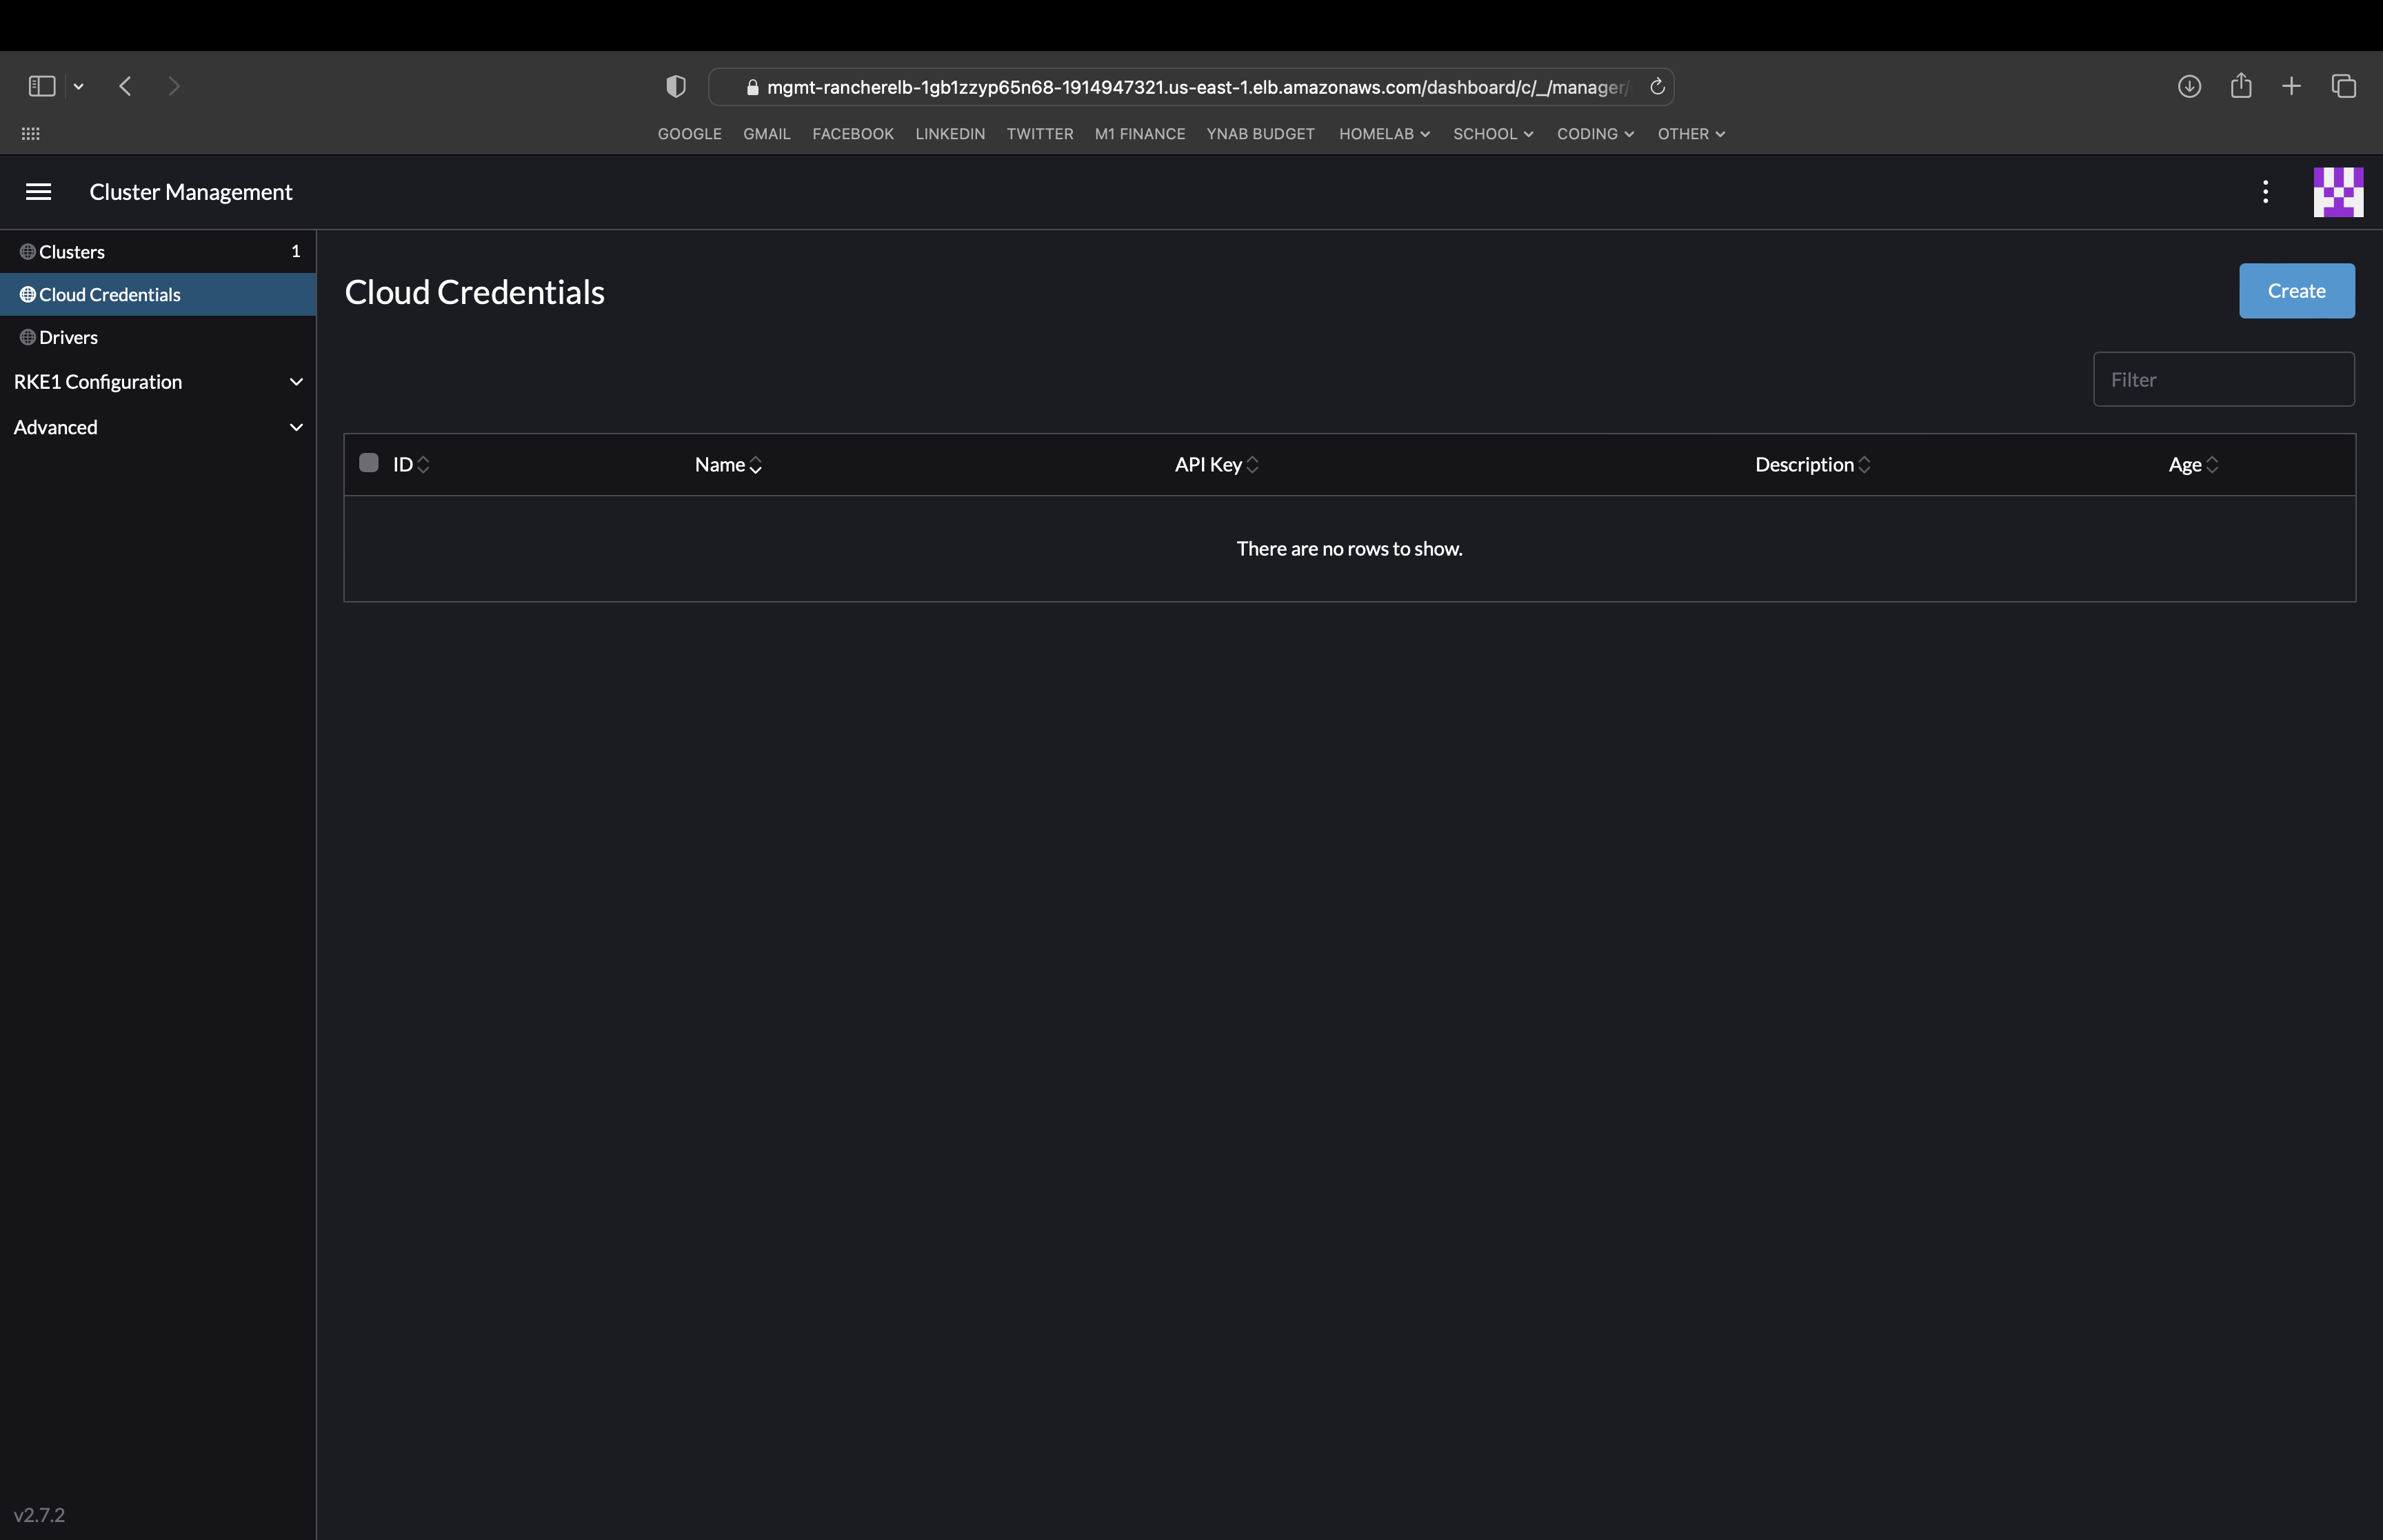 mgmt-rancherelb-1gb1zzyp65n68-1914947321.us-east-1.elb.amazonaws.com/dashboard/c/_/manager/
GOOGLE GMAIL FACEBOOK LINKEDIN TWITTER M1 FINANCE YNAB BUDGET HOMELAB SCHOOL CODING OTHER
Cluster Management
Clusters 1
Cloud Credentials
Drivers
RKE1 Configuration
Advanced
Cloud Credentials
Create
Filter
ID Name API Key Description Age
There are no rows to show.
v2.7.2